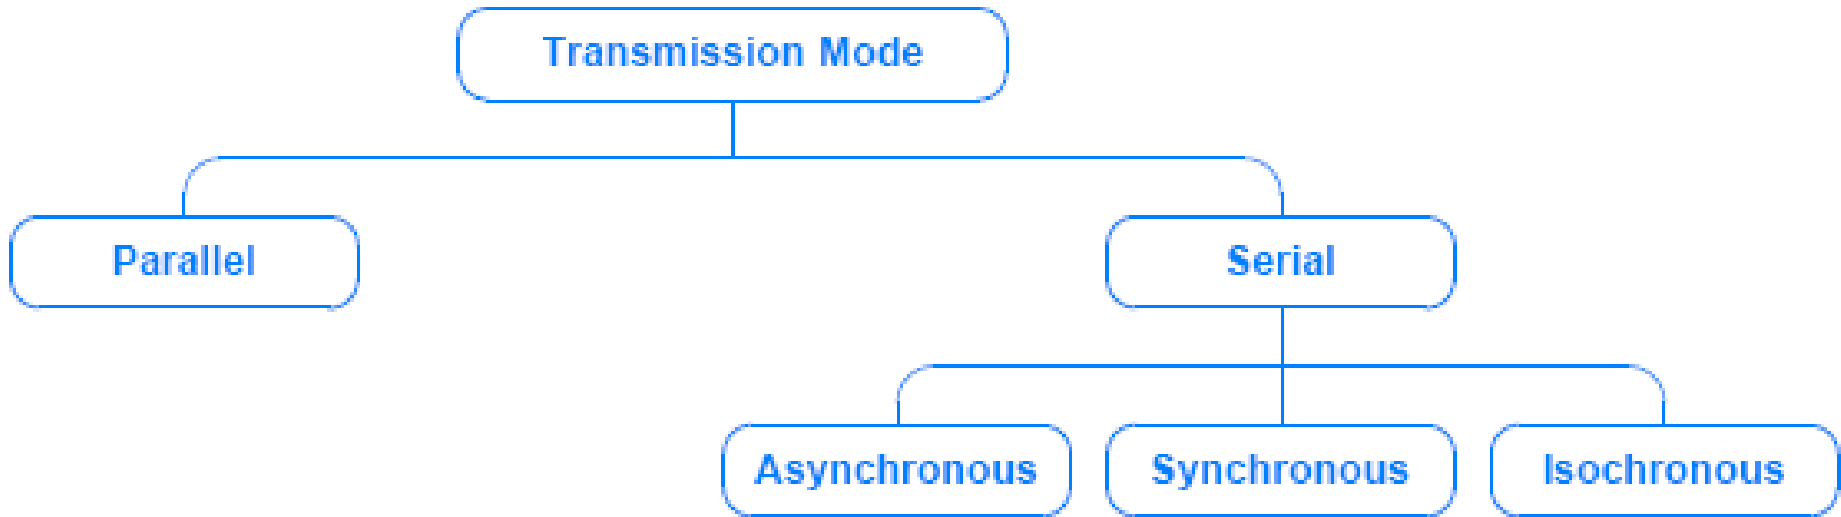 Transmission Mode
Parallel
Serial
Asynchronous
Synchronous
Isochronous